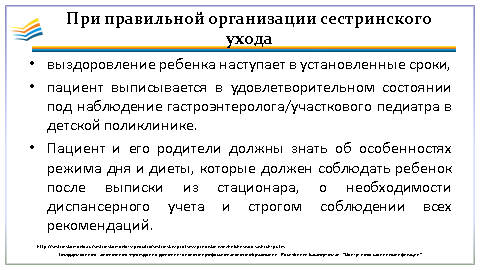 При правильной организации сестринского
ухода
• выздоровление ребенка наступает в установленные сроки,
• пациент выписывается в удовлетворительном состоянии
под наблюдение гастроэнтеролога/участкового педиатра в
детской поликлинике.
• Пациент и его родители должны знать об особенностях
режима дня и диеты, которые должен соблюдать ребенок
после выписки из стационара, о необходимости
диспансерного учета и строгом соблюдении всех
рекомендаций.